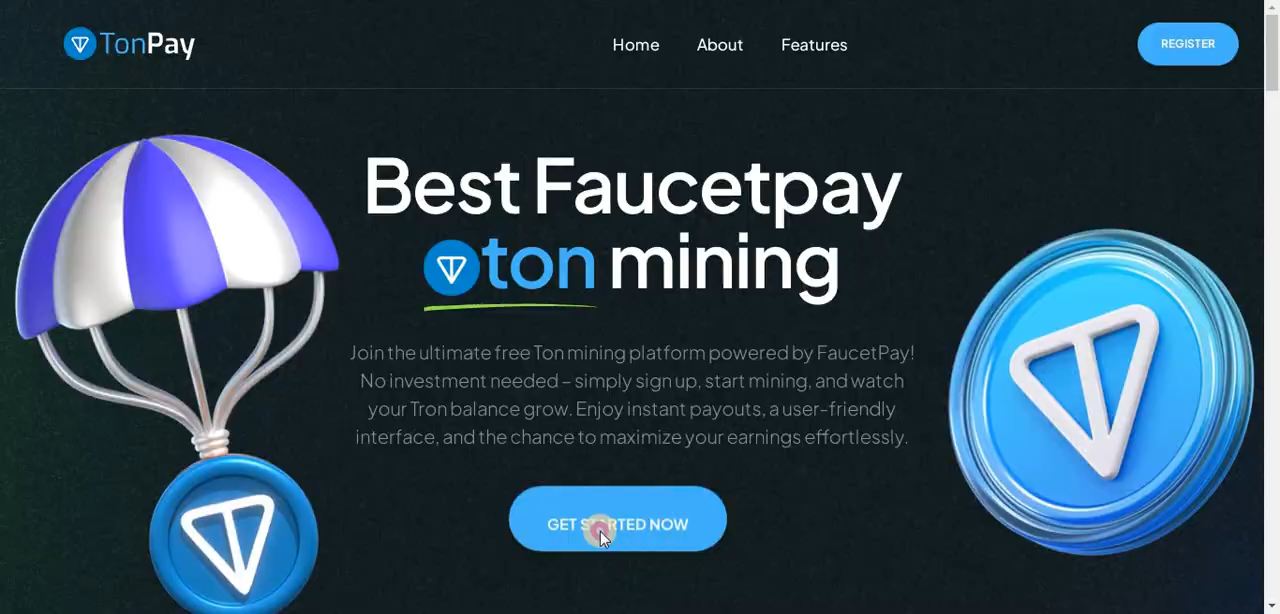 TonPay
Home About Features
REGISTER
Best Faucetpay
ton mining
Join the ultimate free Ton mining platform powered by FaucetPay!
No investment needed – simply sign up, start mining, and watch
your Tron balance grow. Enjoy instant payouts, a user-friendly
interface, and the chance to maximize your earnings effortlessly.
GET STARTED NOW